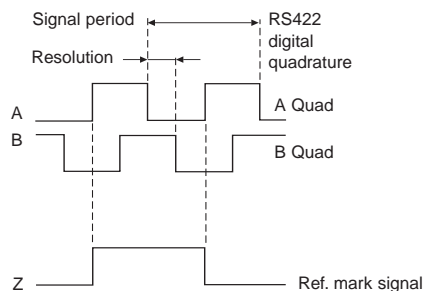 Signal period
RS422
digital
quadrature
Resolution
A
A Quad
B
B Quad
Z
Ref. mark signal